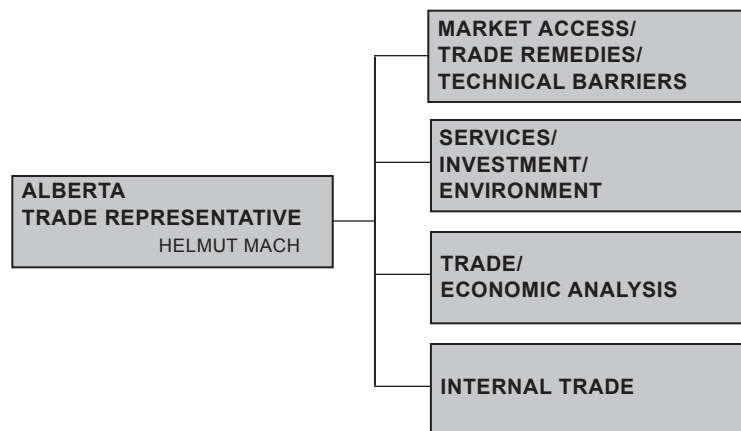 ALBERTA
TRADE REPRESENTATIVE
HELMUT MACH
MARKET ACCESS/
TRADE REMEDIES/
TECHNICAL BARRIERS
SERVICES/
INVESTMENT/
ENVIRONMENT
TRADE/
ECONOMIC ANALYSIS
INTERNAL TRADE